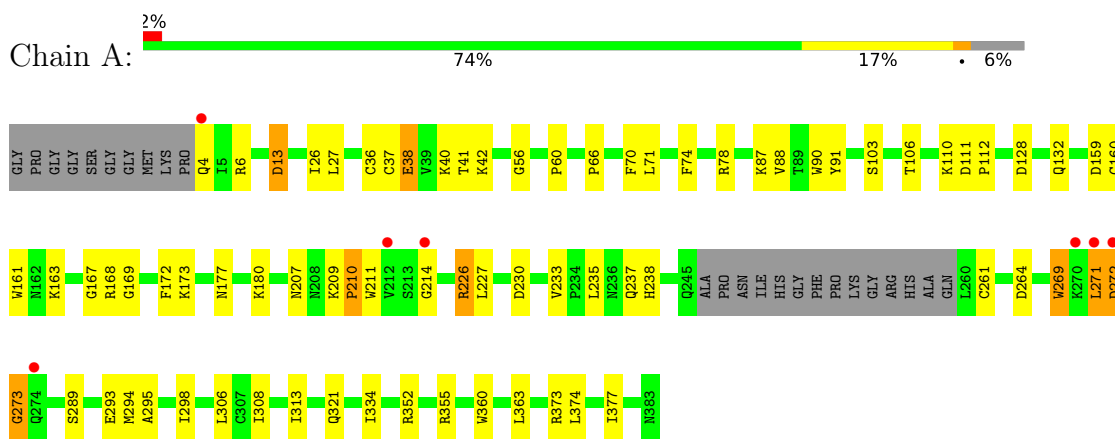 2%
Chain A:
74% 17% • 6%
GLY PRO GLY GLY SER GLY GLY MET LYS PRO Q4 I5 R6 D13 I26 L27 C36 C37 E38 V39 K40 T41 K42 G56 P60 P66 F70 L71 F74 R78 K87 V88 T89 W90 Y91 S103 T106 K110 D111 P112 D128 Q132 D159
W161 N162 K163 G167 R168 G169 F172 K173 N177 K180 N207 N208 K209 P210 W211 V212 S213 G214 R226 L227 D230 V233 P234 L235 N236 Q237 H238 Q245 ALA PRO ASN ILE HIS GLY PHE PRO LYS GLY ARG HIS ALA GLN L260 C261 D264 W269 K270 L271
G273 Q274 S289 E293 M294 A295 I298 L306 C307 I308 I313 Q321 I334 R352 R355 W360 L363 R373 L374 I377 N383